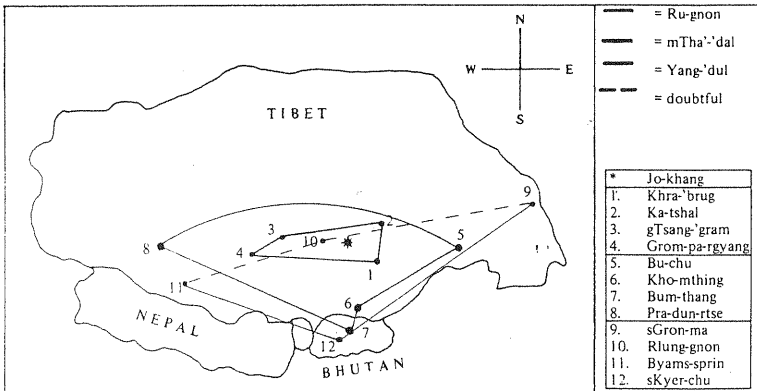 N
W E
S
TIBET
NEPAL
BHUTAN
1
2
3
4
5
6
7
8
9
10
11
12
= Ru-gnon
= mTha'-'dal
= Yang-'dul
= doubtful
* Jo-khang
1. Khra-'brug
2. Ka-tshal
3. gTsang-'gram
4. Grom-pa-rgyang
5. Bu-chu
6. Kho-mthing
7. Bum-thang
8. Pra-dun-rtse
9. sGron-ma
10. Rlung-gnon
11. Byams-sprin
12. sKyer-chu